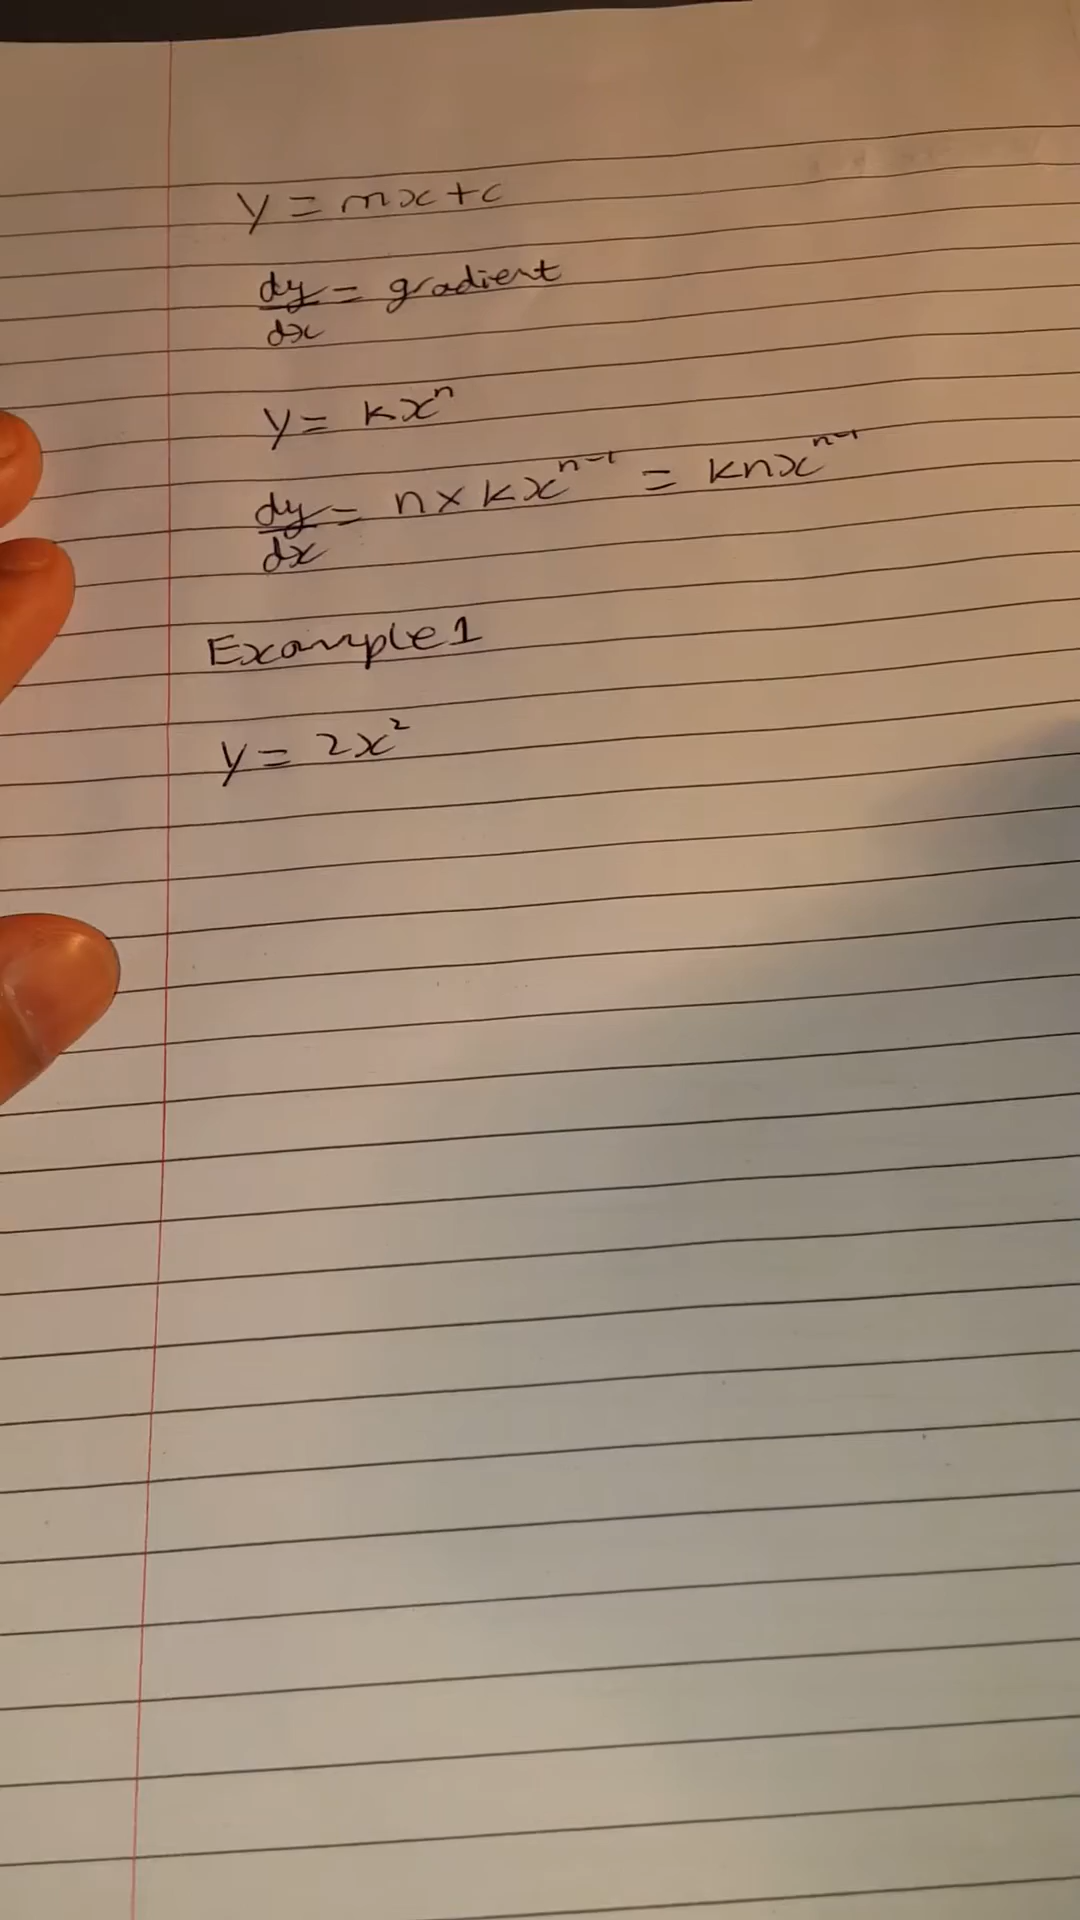 y = mx + c
dy/dx = gradient
y = kxⁿ
dy/dx = n × kxⁿ⁻¹ = knxⁿ⁻¹
Example 1
y = 2x²